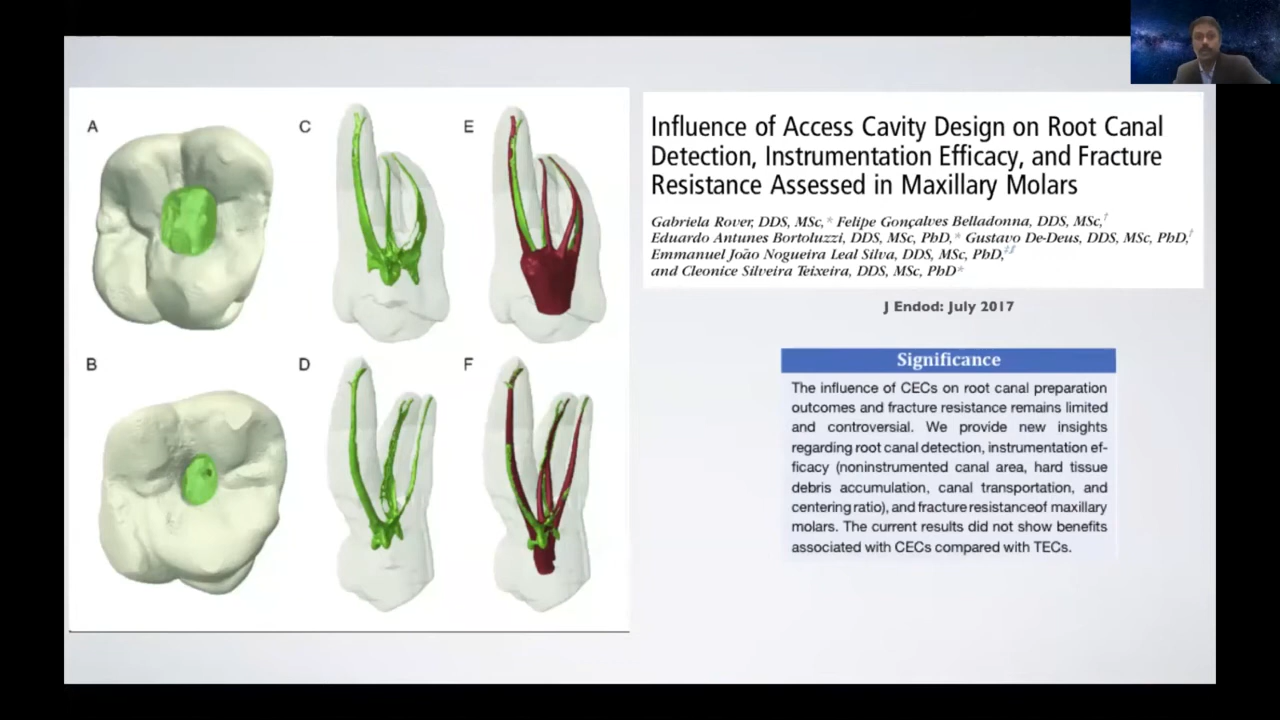 A
C
E
B
D
F
Influence of Access Cavity Design on Root Canal
Detection, Instrumentation Efficacy, and Fracture
Resistance Assessed in Maxillary Molars
Gabriela Rover, DDS, MSc,* Felipe Gonçalves Belladonna, DDS, MSc,†
Eduardo Antunes Bortoluzzi, DDS, MSc, PhD,* Gustavo De-Deus, DDS, MSc, PhD,†
Emmanuel João Nogueira Leal Silva, DDS, MSc, PhD,‡§
and Cleonice Silveira Teixeira, DDS, MSc, PhD*
J Endod: July 2017
Significance
The influence of CECs on root canal preparation
outcomes and fracture resistance remains limited
and controversial. We provide new insights
regarding root canal detection, instrumentation ef-
ficacy (noninstrumented canal area, hard tissue
debris accumulation, canal transportation, and
centering ratio), and fracture resistanceof maxillary
molars. The current results did not show benefits
associated with CECs compared with TECs.